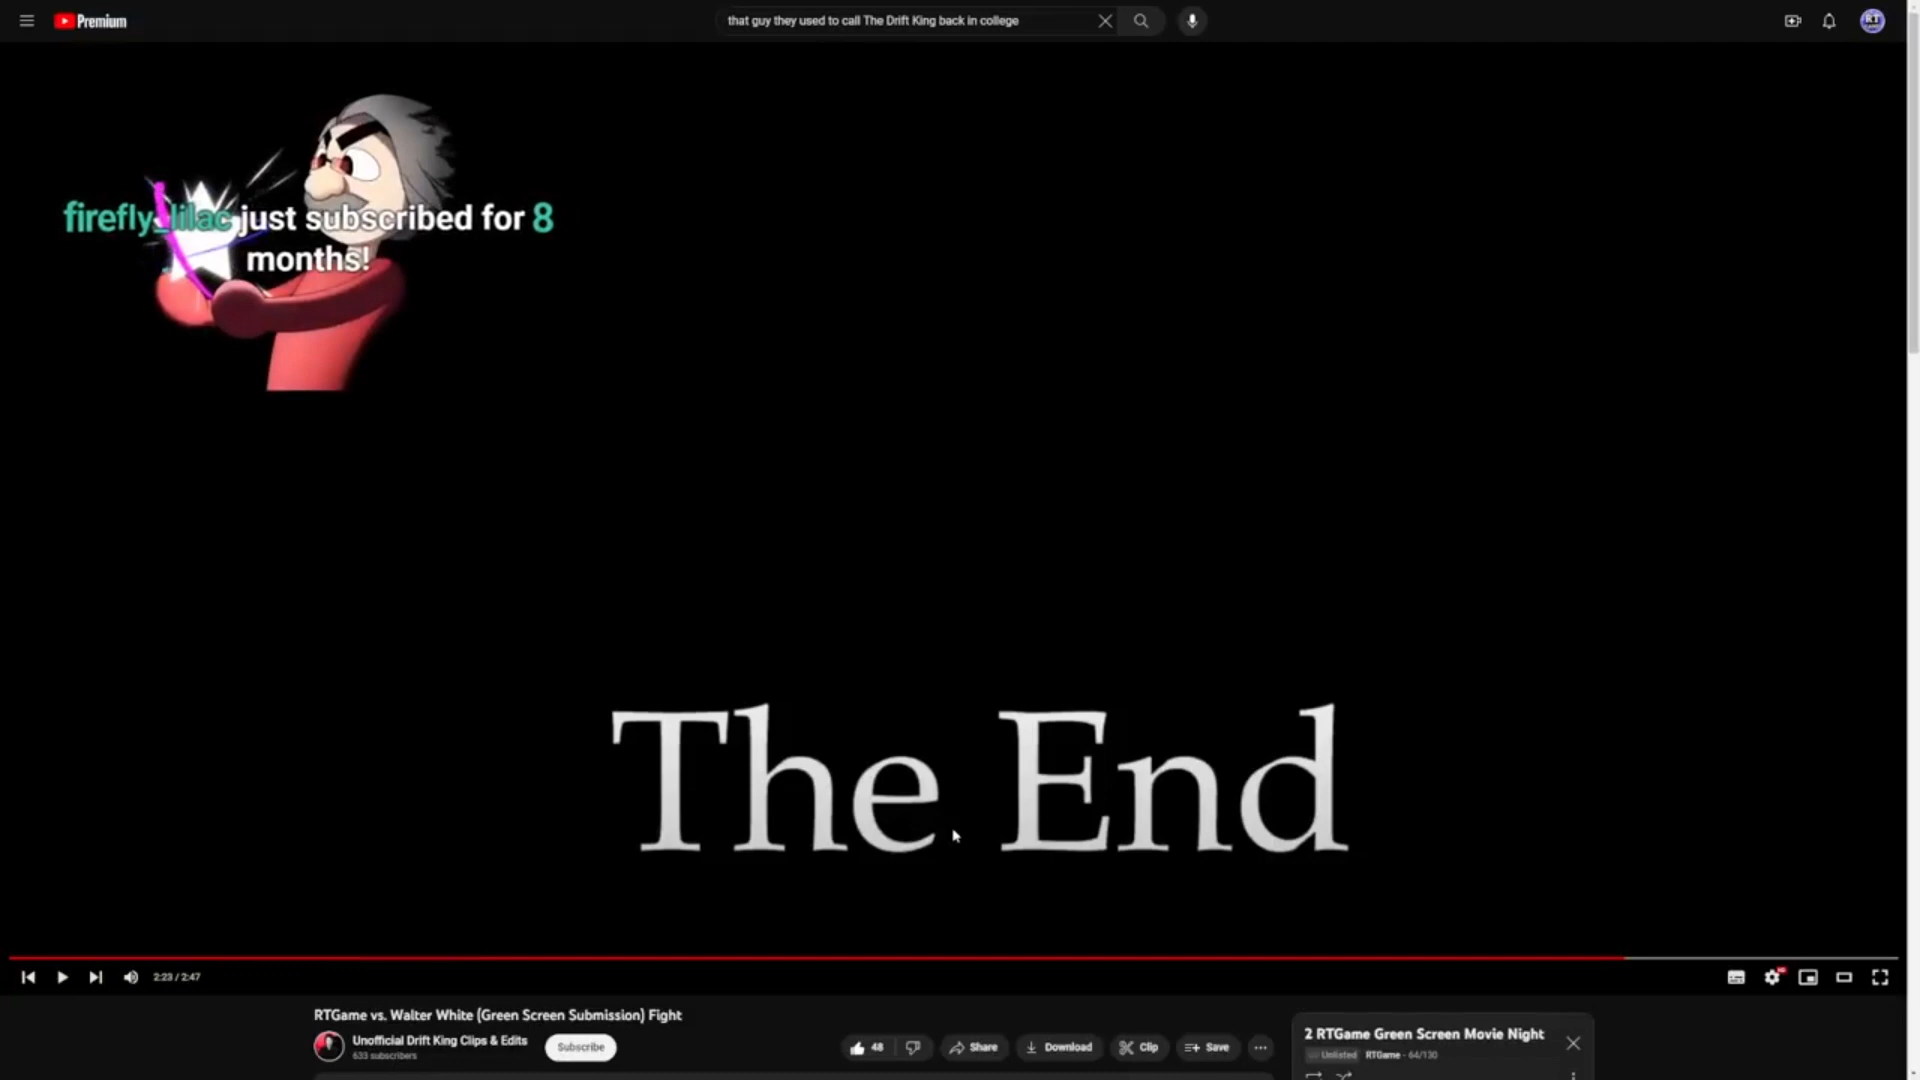 Premium
that guy they used to call The Drift King back in college
RT
firefly_lilac just subscribed for 8
months!
The End
2:23 / 2:47
RTGame vs. Walter White (Green Screen Submission) Fight
Unofficial Drift King Clips & Edits
633 subscribers
Subscribe
48
Share
Download
Clip
Save
2 RTGame Green Screen Movie Night
Unlisted RTGame - 64/130